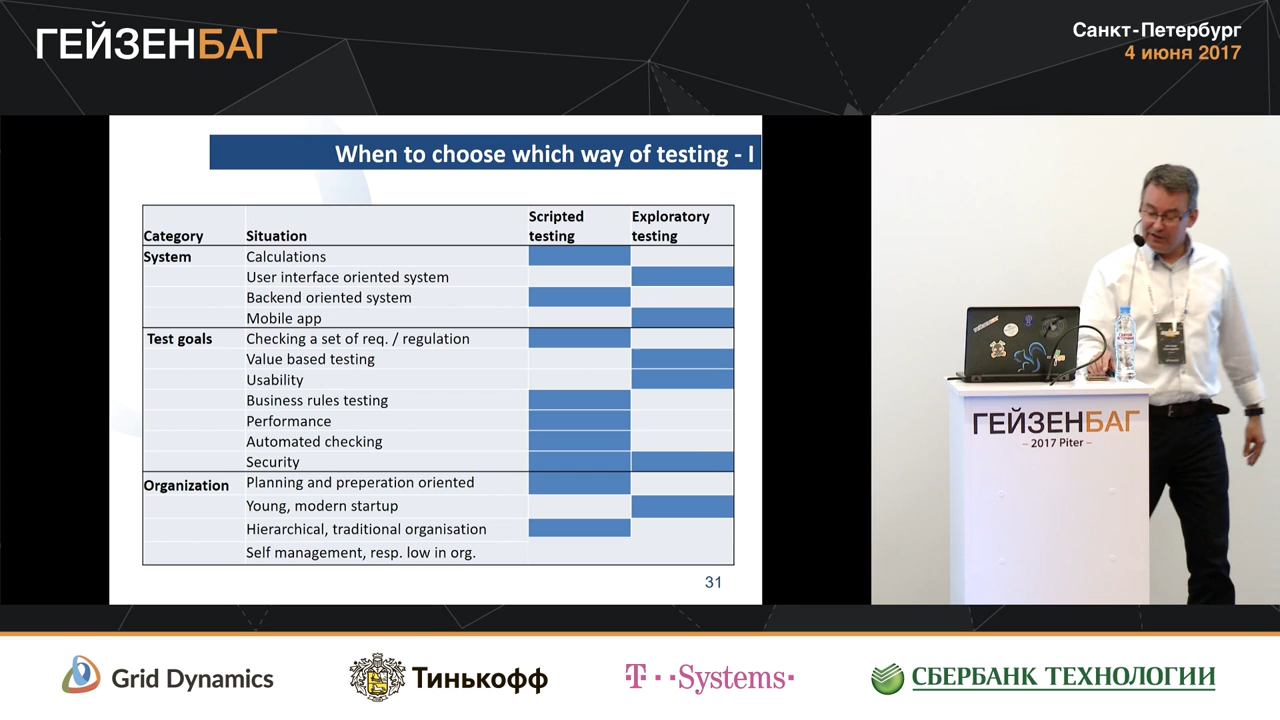 ГЕЙЗЕНБАГ
Санкт-Петербург
4 июня 2017
When to choose which way of testing - I
Category Situation Scripted testing Exploratory testing
System Calculations
User interface oriented system
Backend oriented system
Mobile app
Test goals Checking a set of req. / regulation
Value based testing
Usability
Business rules testing
Performance
Automated checking
Security
Organization Planning and preperation oriented
Young, modern startup
Hierarchical, traditional organisation
Self management, resp. low in org.
31
ГЕЙЗЕНБАГ
– 2017 Piter –
Grid Dynamics
Тинькофф
T··Systems·
СБЕРБАНК ТЕХНОЛОГИИ